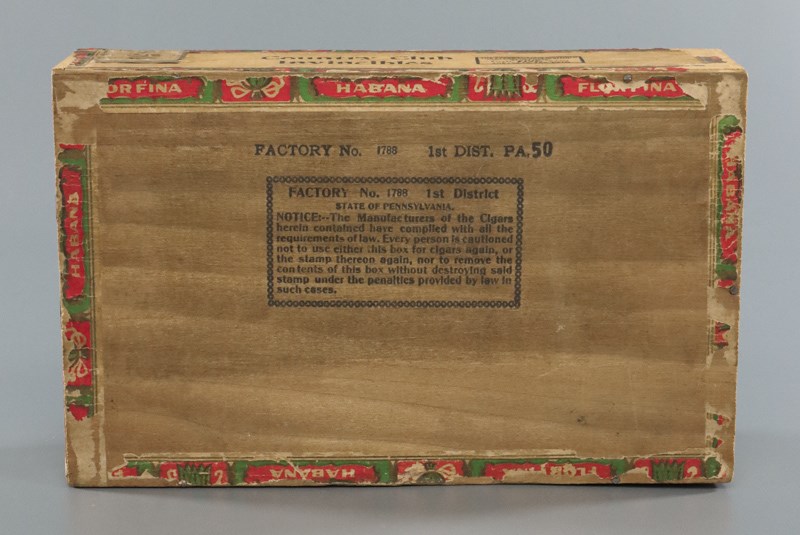 Country Club
Invincibles
OR FINA HABANA FLOR FINA
FACTORY No. 1788 1st DIST. PA. 50
FACTORY No. 1788 1st District
STATE OF PENNSYLVANIA.
NOTICE:--The Manufacturers of the Cigars
herein contained have complied with all the
requirements of law. Every person is cautioned
not to use either this box for cigars again, or
the stamp thereon again, nor to remove the
contents of this box without destroying said
stamp under the penalties provided by law in
such cases.
HABANA
HABANA
HABANA FLOR FINA